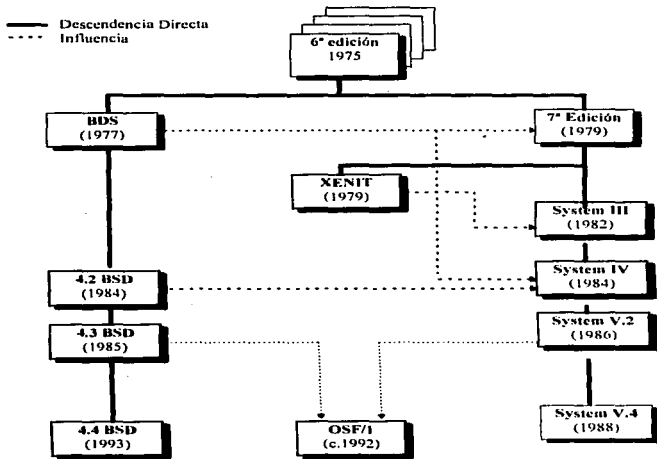 Descendencia Directa
Influencia
6ª edición
1975
BDS
(1977)
7ª Edición
(1979)
XENIT
(1979)
System III
(1982)
4.2 BSD
(1984)
System IV
(1984)
4.3 BSD
(1985)
System V.2
(1986)
4.4 BSD
(1993)
OSF/1
(c.1992)
System V.4
(1988)